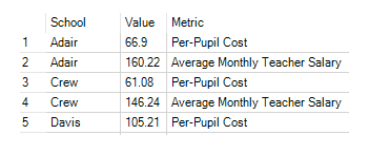 School Value Metric
1 Adair 66.9 Per-Pupil Cost
2 Adair 160.22 Average Monthly Teacher Salary
3 Crew 61.08 Per-Pupil Cost
4 Crew 146.24 Average Monthly Teacher Salary
5 Davis 105.21 Per-Pupil Cost